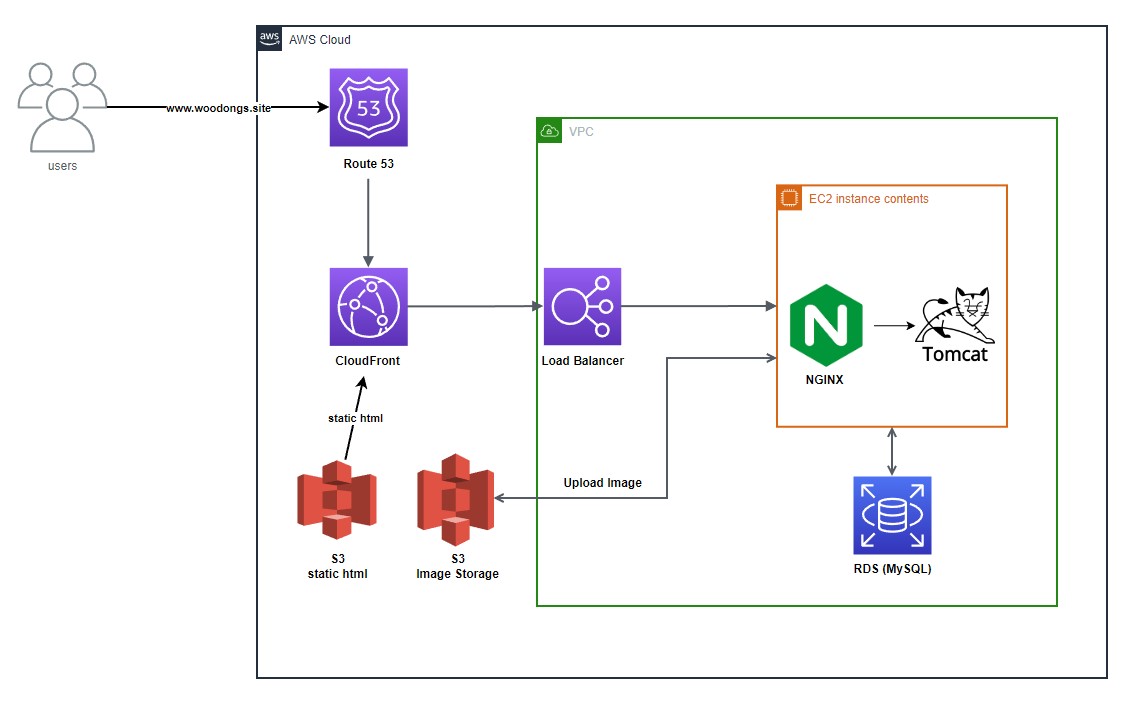 aws
AWS Cloud
www.woodongs.site
53
users
Route 53
VPC
EC2 instance contents
N
Tomcat
CloudFront
Load Balancer
NGINX
static html
Upload Image
S3
static html
S3
Image Storage
RDS (MySQL)